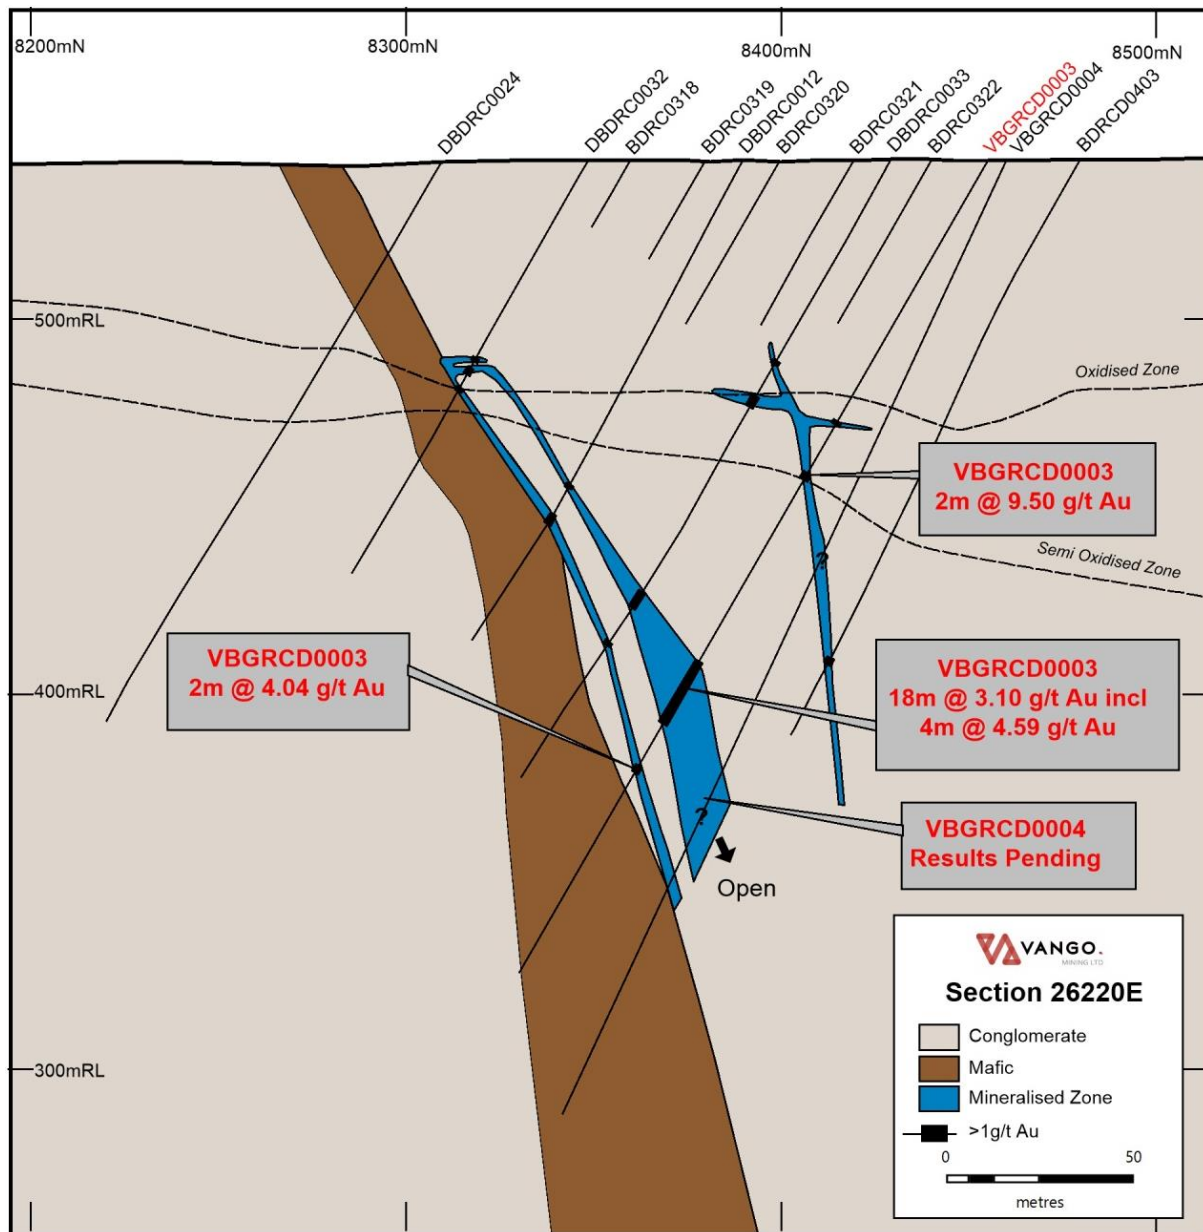 8200mN
8300mN
8400mN
8500mN
DBDRC0024
DBDRC0032
BDRC0318
BDRC0319
DBDRC0012
BDRC0320
BDRC0321
DBDRC0033
BDRC0322
VBGRCD0003
VBGRCD0004
BDRCD0403
500mRL
Oxidised Zone
VBGRCD0003
2m @ 9.50 g/t Au
Semi Oxidised Zone
?
VBGRCD0003
2m @ 4.04 g/t Au
VBGRCD0003
18m @ 3.10 g/t Au incl
4m @ 4.59 g/t Au
400mRL
?
VBGRCD0004
Results Pending
Open
VANGO.
MINING LTD
Section 26220E
Conglomerate
Mafic
Mineralised Zone
>1g/t Au
0
50
metres
300mRL